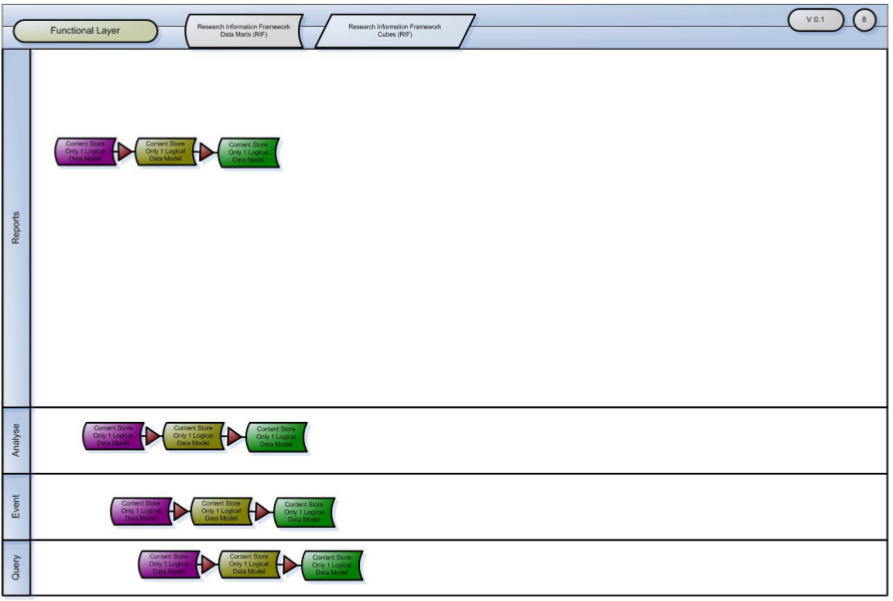 Functional Layer
Research Information Framework
Data Marts (RIF)
Research Information Framework
Cubes (RIF)
V 0.1
8
Reports
Content Store
Only 1 Logical
Data Model
Content Store
Only 1 Logical
Data Model
Content Store
Only 1 Logical
Data Model
Analyse
Content Store
Only 1 Logical
Data Model
Content Store
Only 1 Logical
Data Model
Content Store
Only 1 Logical
Data Model
Event
Content Store
Only 1 Logical
Data Model
Content Store
Only 1 Logical
Data Model
Content Store
Only 1 Logical
Data Model
Query
Content Store
Only 1 Logical
Data Model
Content Store
Only 1 Logical
Data Model
Content Store
Only 1 Logical
Data Model